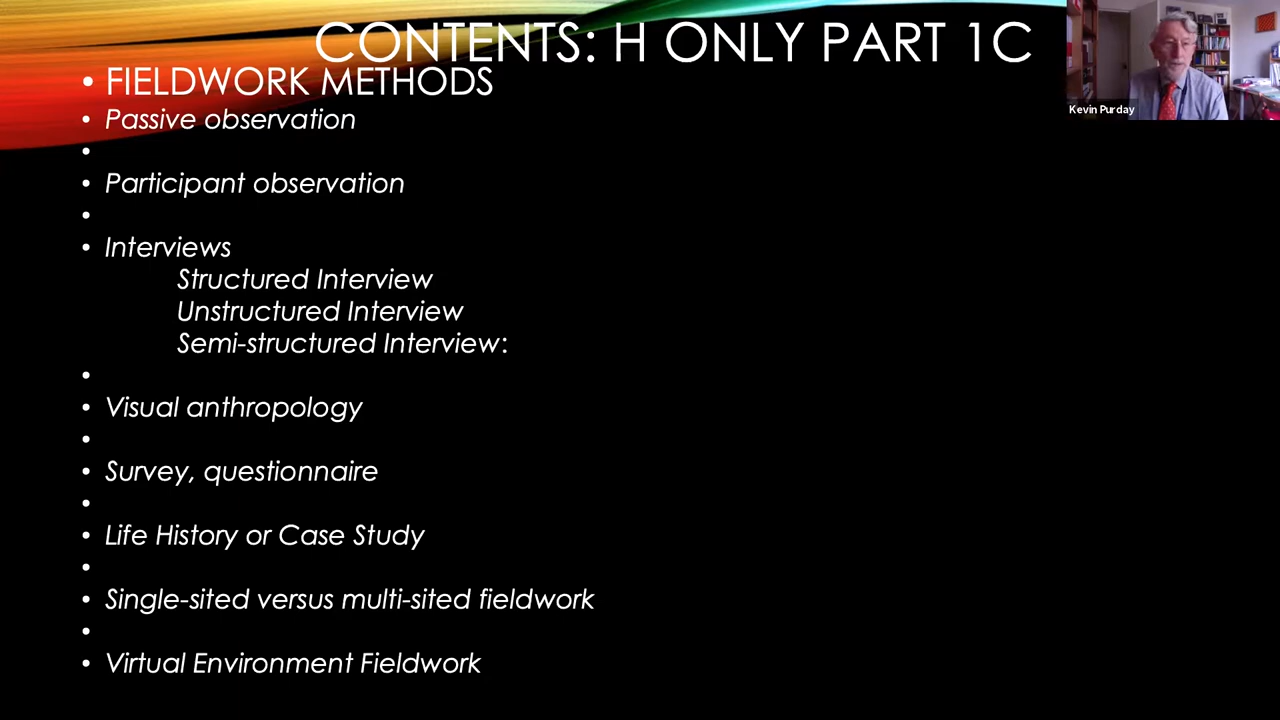 CONTENTS: H ONLY PART 1C
• FIELDWORK METHODS
• Passive observation
•
• Participant observation
•
• Interviews
Structured Interview
Unstructured Interview
Semi-structured Interview:
•
• Visual anthropology
•
• Survey, questionnaire
•
• Life History or Case Study
•
• Single-sited versus multi-sited fieldwork
•
• Virtual Environment Fieldwork
Kevin Purday